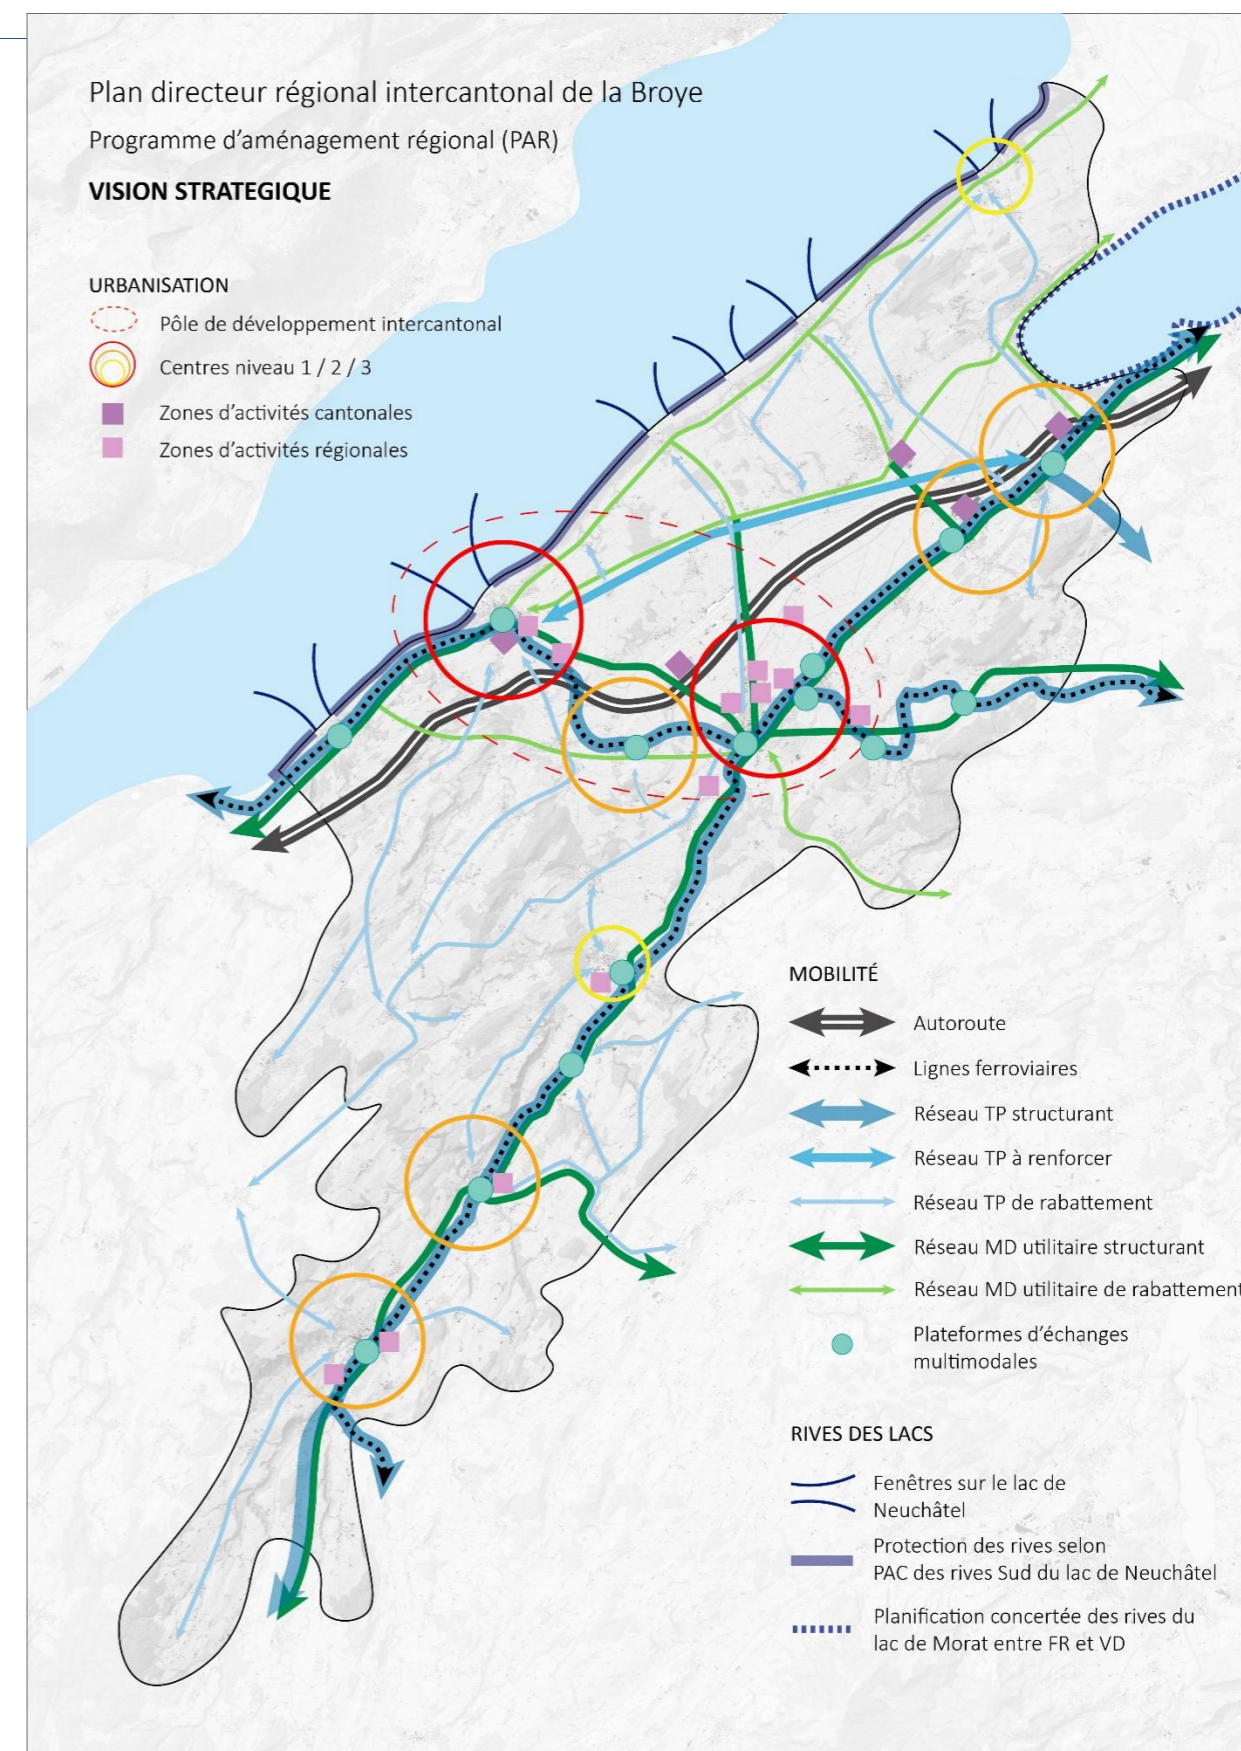 Plan directeur régional intercantonal de la Broye
Programme d'aménagement régional (PAR)
VISION STRATEGIQUE
URBANISATION
Pôle de développement intercantonal
Centres niveau 1 / 2 / 3
Zones d'activités cantonales
Zones d'activités régionales
MOBILITÉ
Autoroute
Lignes ferroviaires
Réseau TP structurant
Réseau TP à renforcer
Réseau TP de rabattement
Réseau MD utilitaire structurant
Réseau MD utilitaire de rabattement
Plateformes d'échanges
multimodales
RIVES DES LACS
Fenêtres sur le lac de
Neuchâtel
Protection des rives selon
PAC des rives Sud du lac de Neuchâtel
Planification concertée des rives du
lac de Morat entre FR et VD